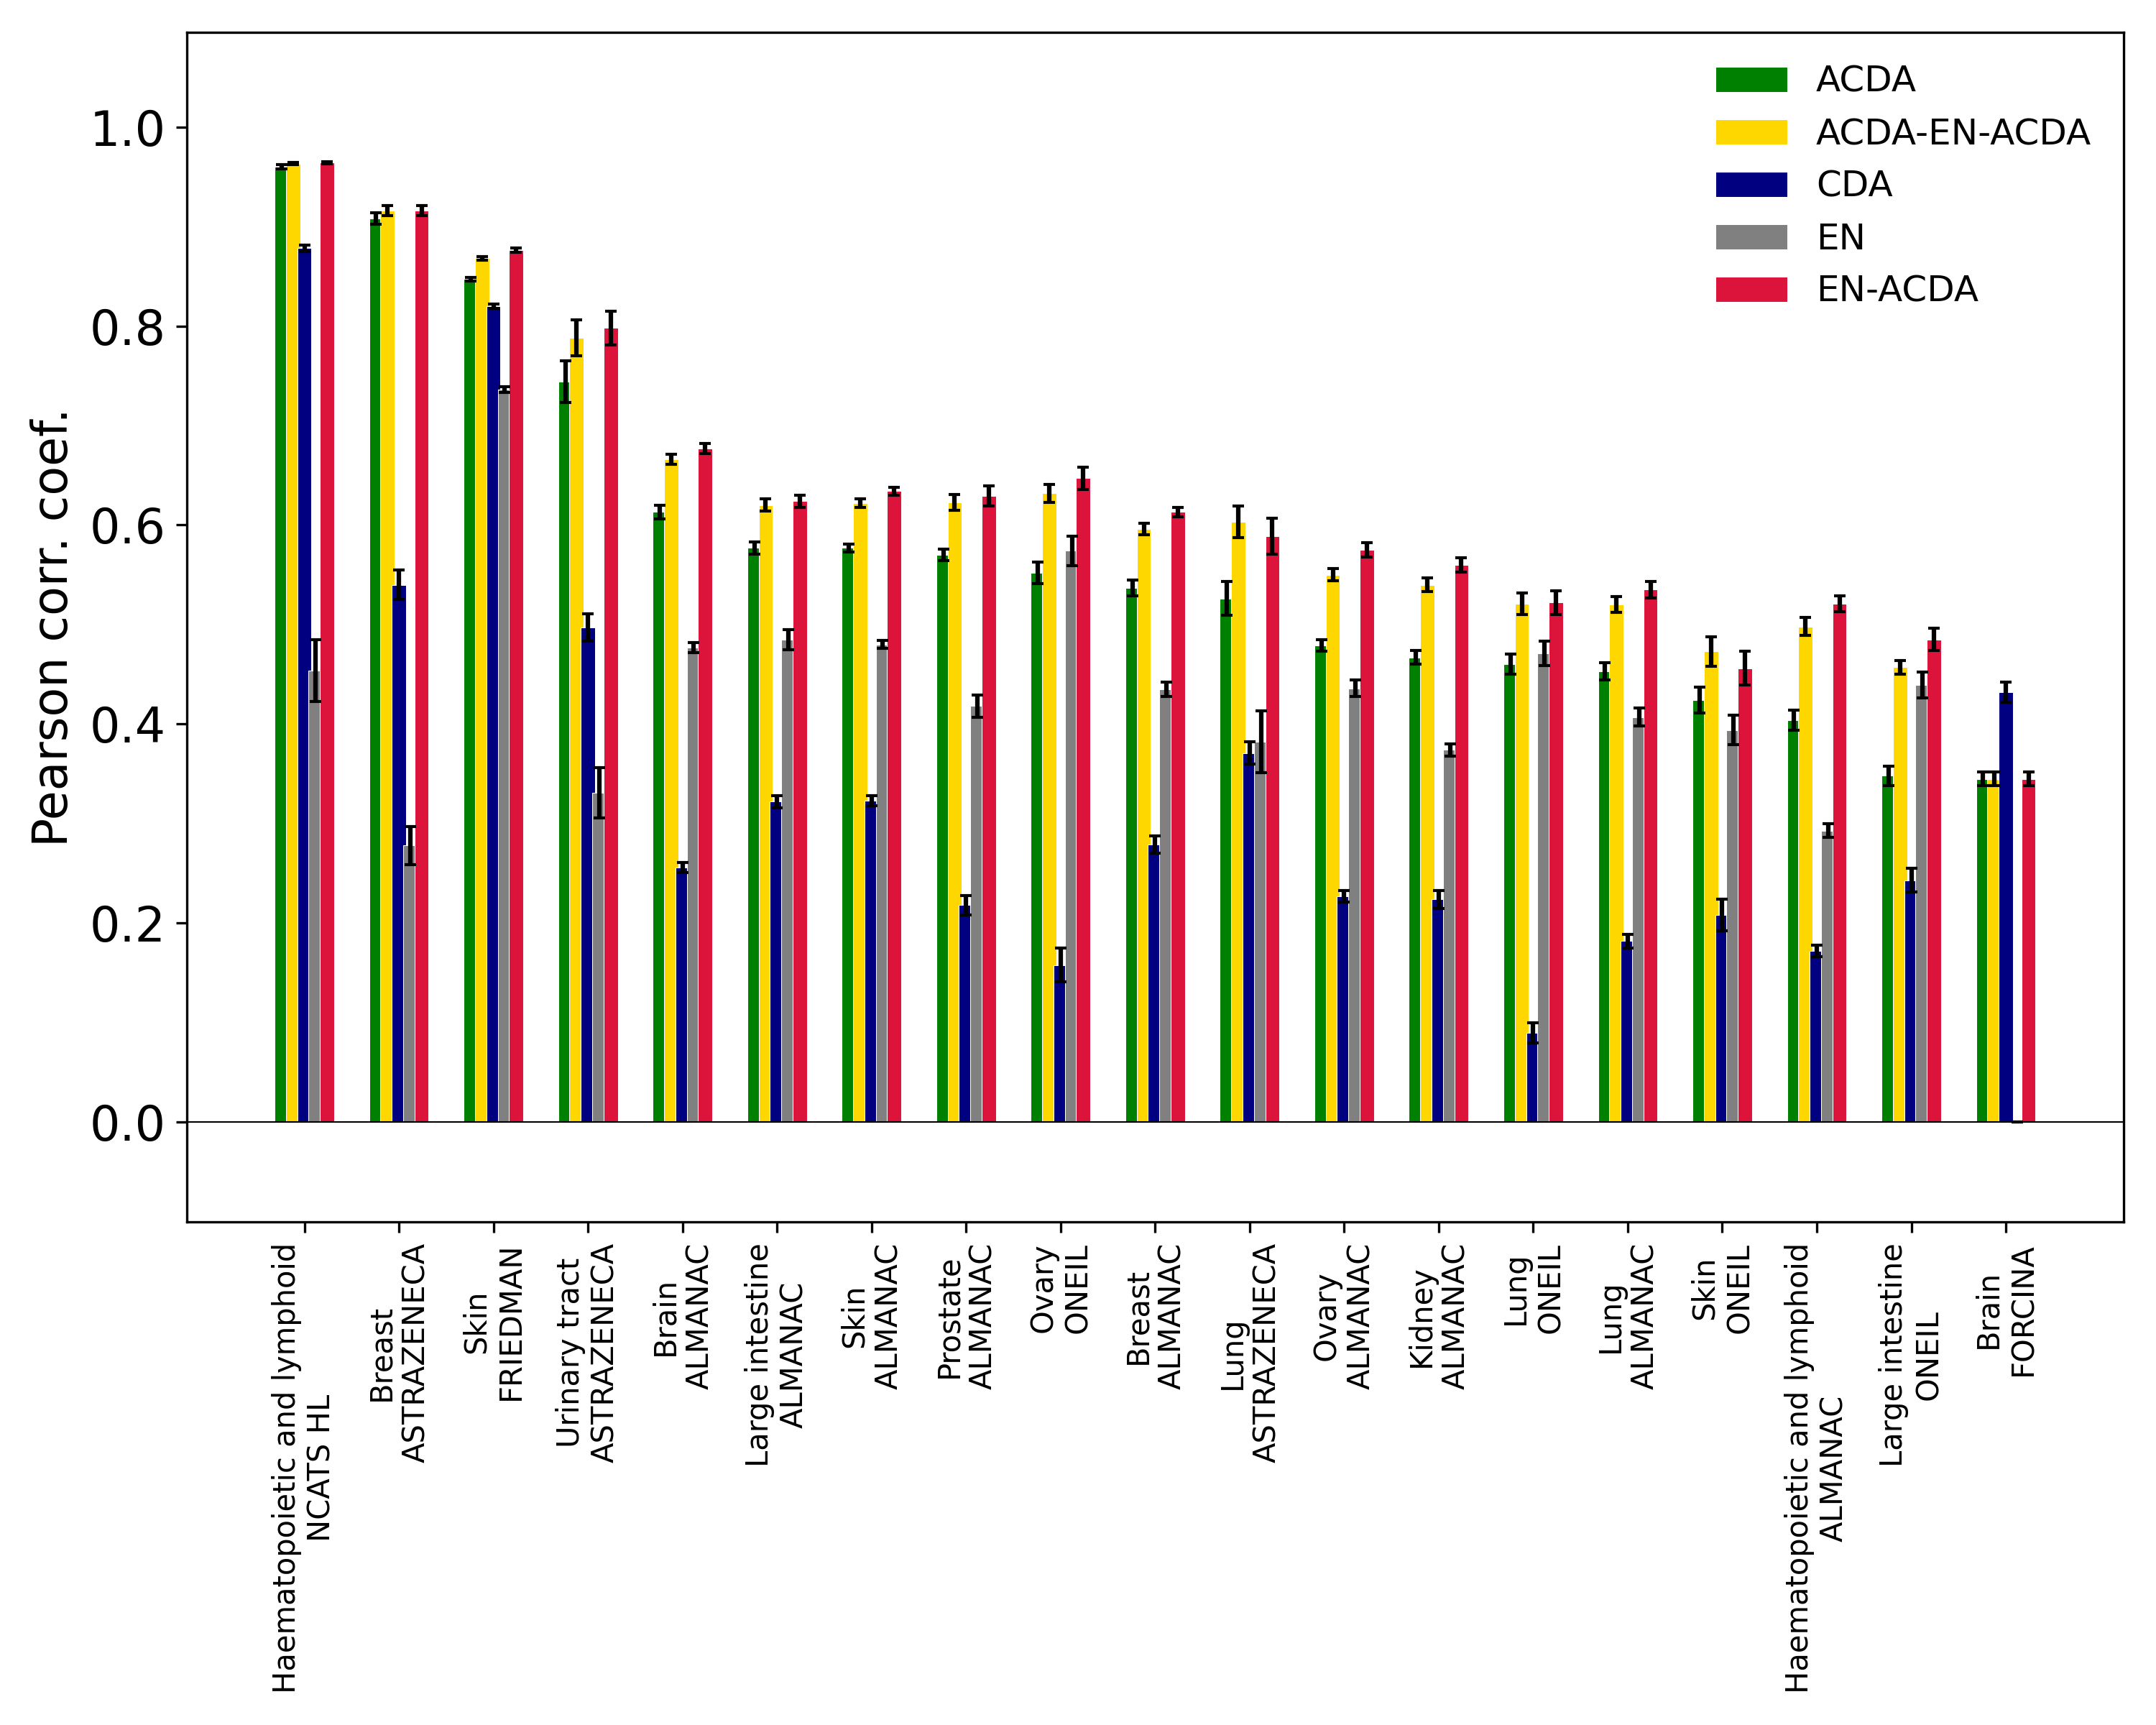 Pearson corr. coef.
1.0
0.8
0.6
0.4
0.2
0.0
ACDA
ACDA-EN-ACDA
CDA
EN
EN-ACDA
Haematopoietic and lymphoid
NCATS HL
Breast
ASTRAZENECA
Skin
FRIEDMAN
Urinary tract
ASTRAZENECA
Brain
ALMANAC
Large intestine
ALMANAC
Skin
ALMANAC
Prostate
ALMANAC
Ovary
ONEIL
Breast
ALMANAC
Lung
ASTRAZENECA
Ovary
ALMANAC
Kidney
ALMANAC
Lung
ONEIL
Lung
ALMANAC
Skin
ONEIL
Haematopoietic and lymphoid
ALMANAC
Large intestine
ONEIL
Brain
FORCINA